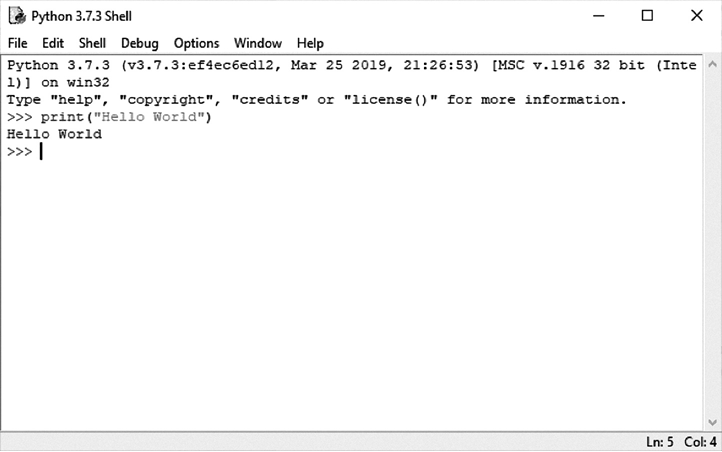 Python 3.7.3 Shell
File Edit Shell Debug Options Window Help
Python 3.7.3 (v3.7.3:ef4ec6ed12, Mar 25 2019, 21:26:53) [MSC v.1916 32 bit (Inte
l)] on win32
Type "help", "copyright", "credits" or "license()" for more information.
>>> print("Hello World")
Hello World
>>>
Ln: 5 Col: 4